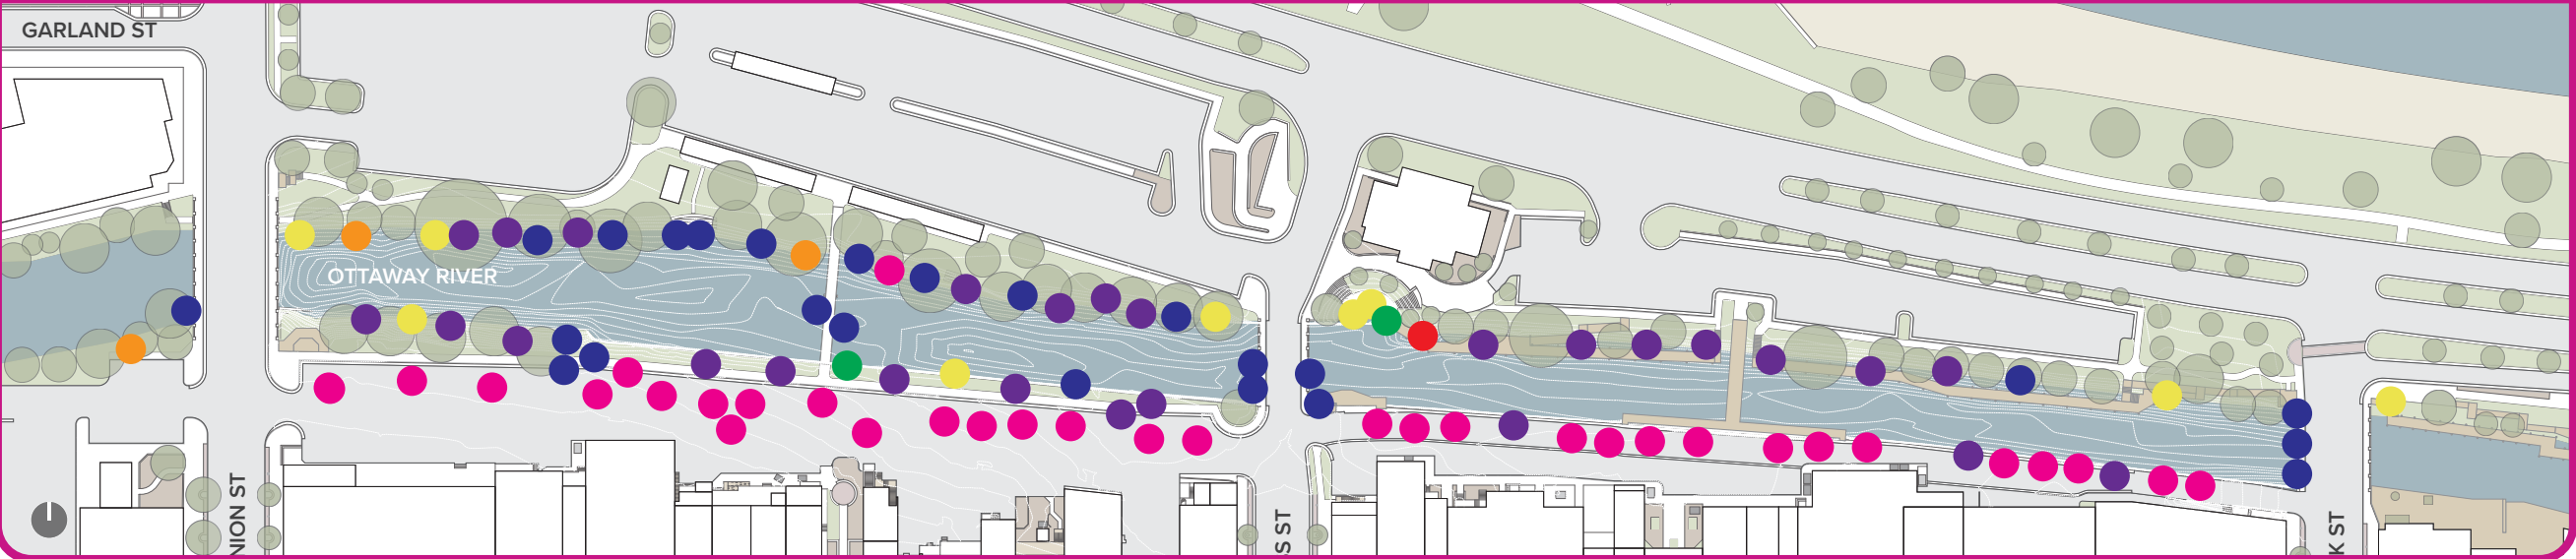 GARLAND ST
OTTAWAY RIVER
NION ST
S ST
K ST